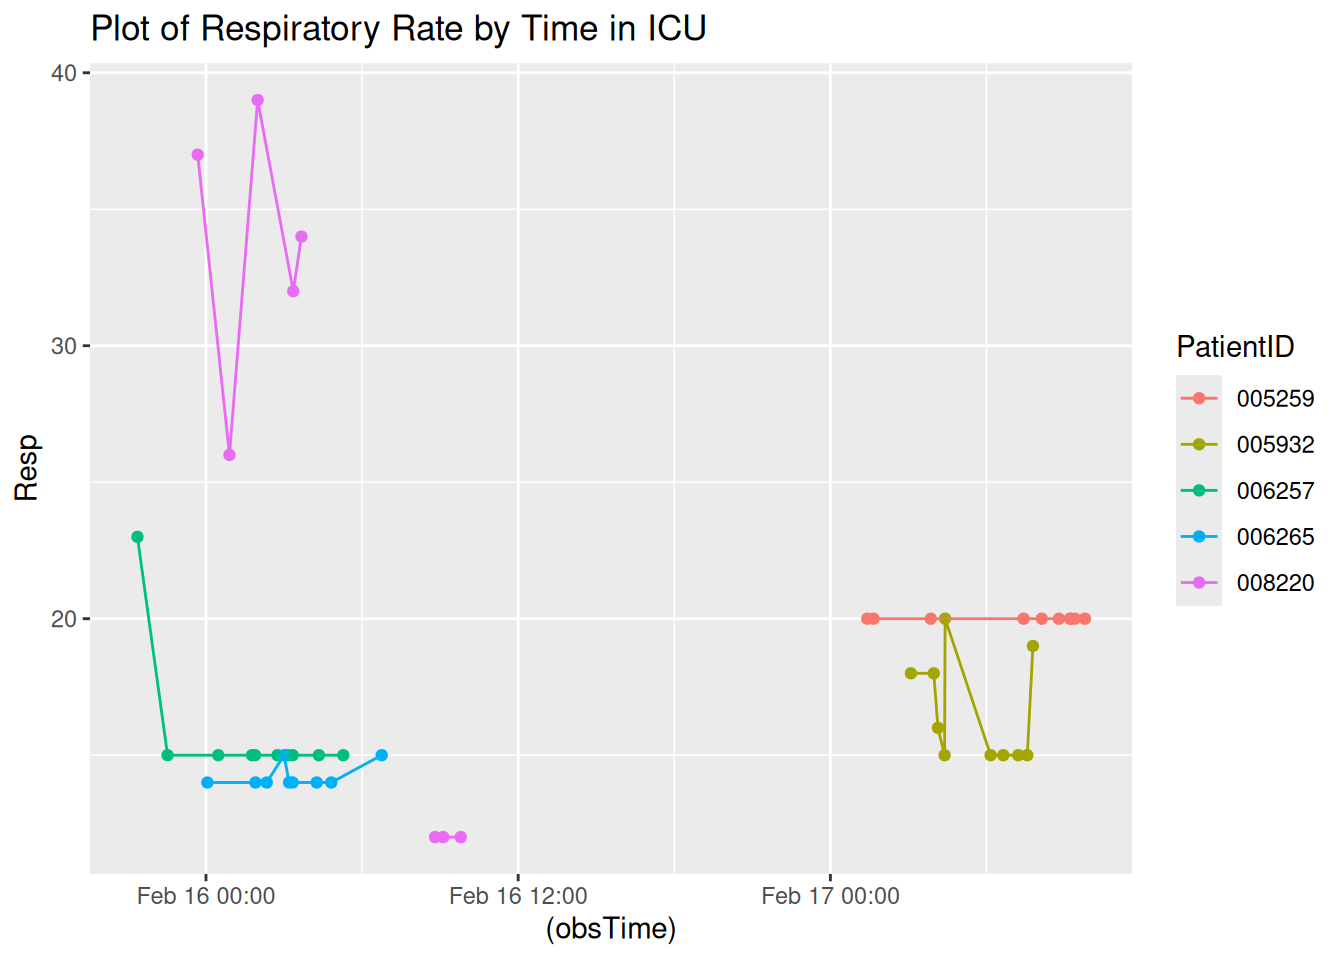 Plot of Respiratory Rate by Time in ICU
40
30
20
Resp
Feb 16 00:00
Feb 16 12:00
Feb 17 00:00
(obsTime)
PatientID
005259
005932
006257
006265
008220